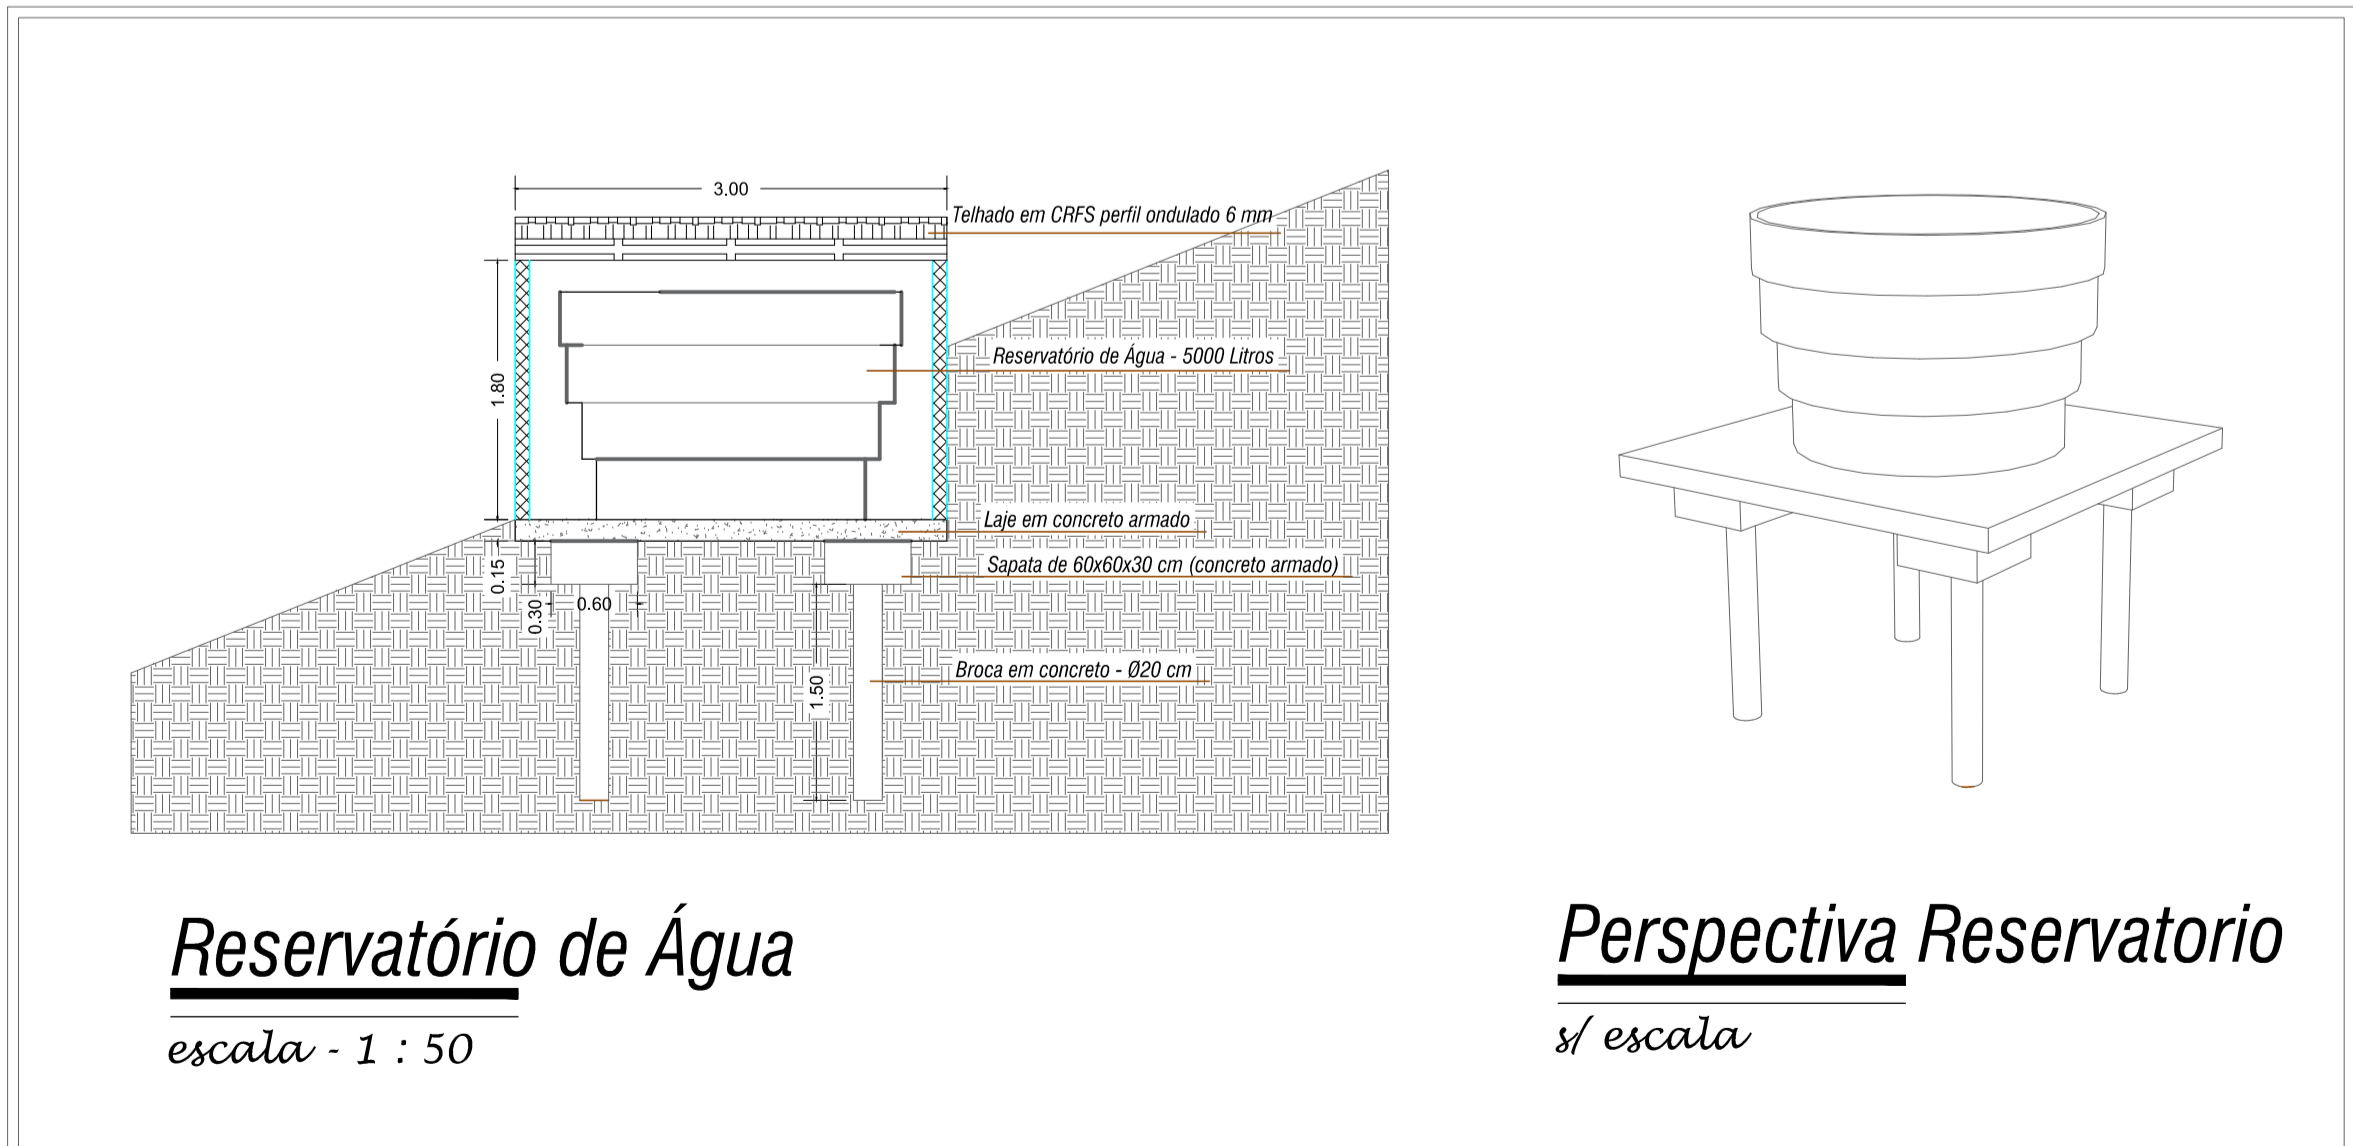 3.00
Telhado em CRFS perfil ondulado 6 mm
Reservatório de Água - 5000 Litros
1.80
Laje em concreto armado
Sapata de 60x60x30 cm (concreto armado)
0.15
0.30
0.60
Broca em concreto - Ø20 cm
1.50
Reservatório de Água
escala - 1 : 50
Perspectiva Reservatorio
s/ escala